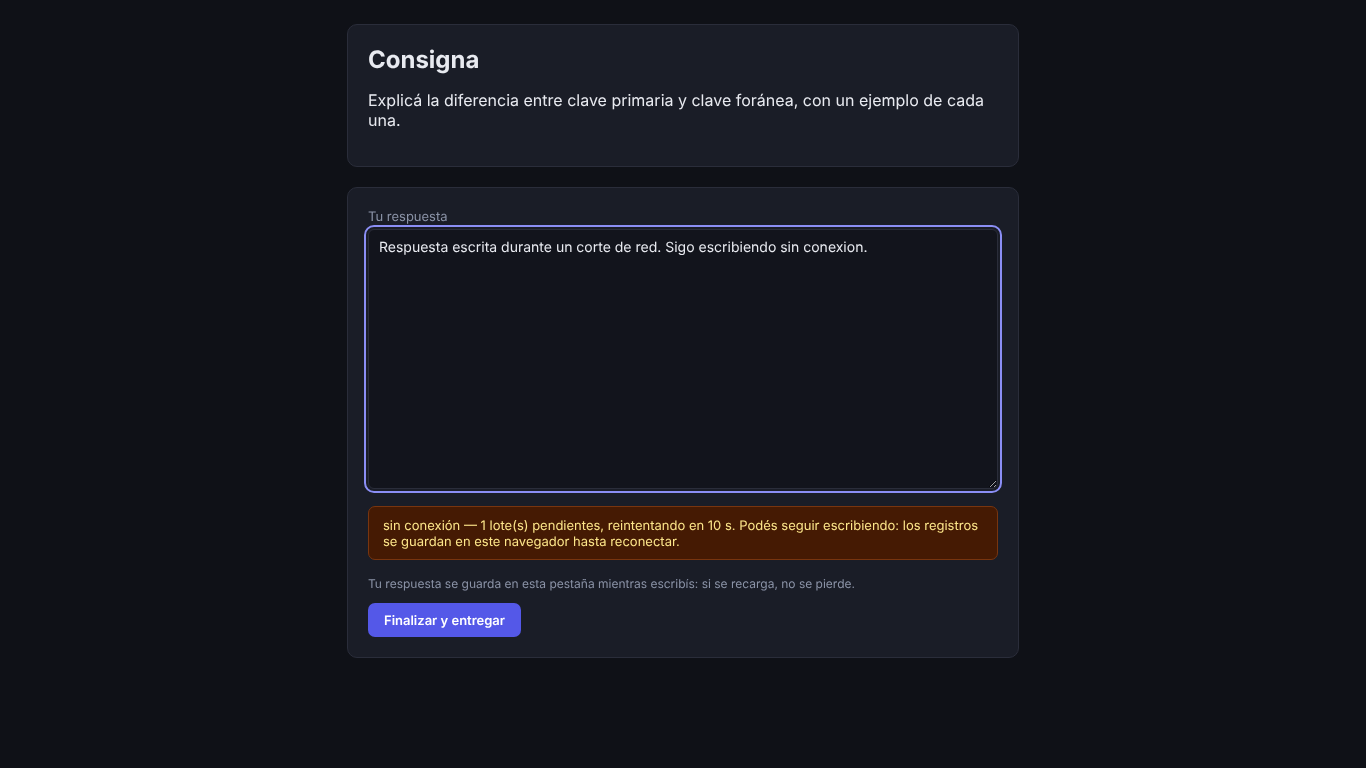 Consigna
Explicá la diferencia entre clave primaria y clave foránea, con un ejemplo de cada
una.
Tu respuesta
Respuesta escrita durante un corte de red. Sigo escribiendo sin conexion.
sin conexión — 1 lote(s) pendientes, reintentando en 10 s. Podés seguir escribiendo: los registros
se guardan en este navegador hasta reconectar.
Tu respuesta se guarda en esta pestaña mientras escribís: si se recarga, no se pierde.
Finalizar y entregar